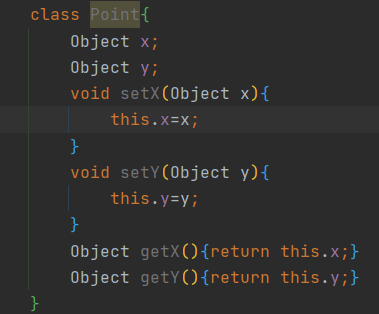 class Point{
    Object x;
    Object y;
    void setX(Object x){
        this.x=x;
    }
    void setY(Object y){
        this.y=y;
    }
    Object getX(){return this.x;}
    Object getY(){return this.y;}
}